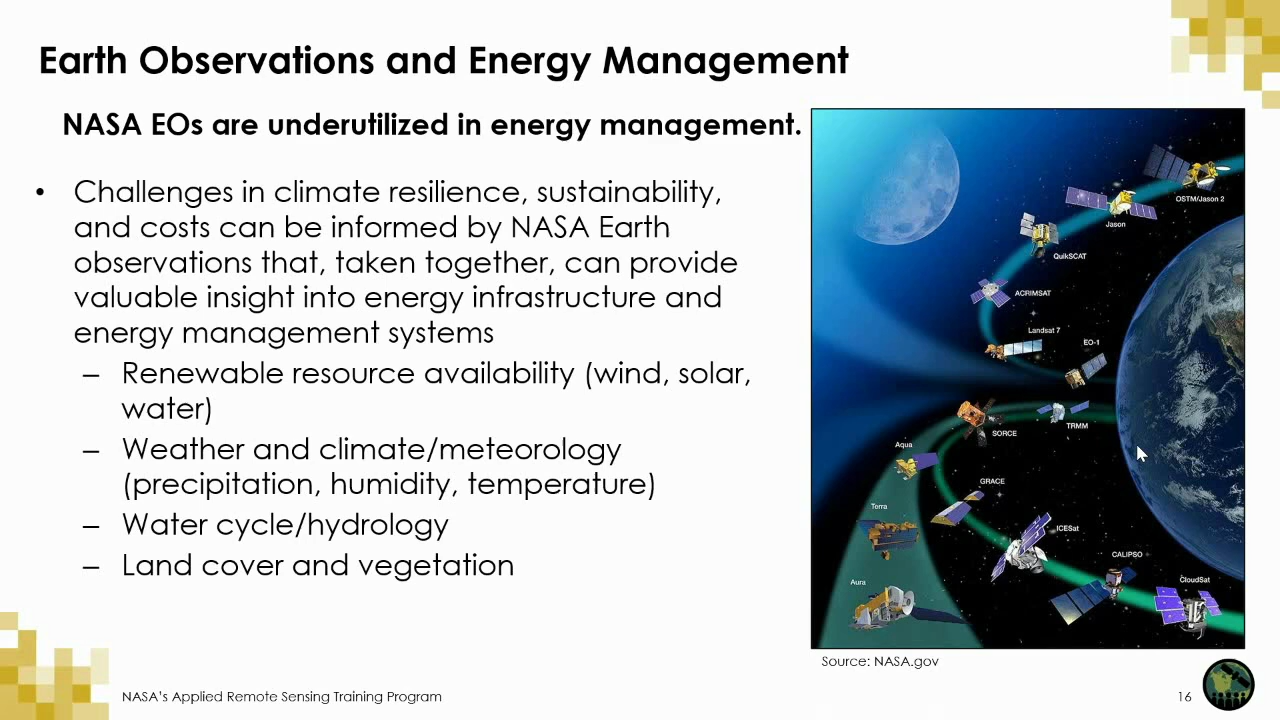 Earth Observations and Energy Management
NASA EOs are underutilized in energy management.
• Challenges in climate resilience, sustainability,
and costs can be informed by NASA Earth
observations that, taken together, can provide
valuable insight into energy infrastructure and
energy management systems
– Renewable resource availability (wind, solar,
water)
– Weather and climate/meteorology
(precipitation, humidity, temperature)
– Water cycle/hydrology
– Land cover and vegetation
OSTM/Jason 2
Jason
QuikSCAT
ACRIMSAT
Landsat 7
EO-1
SORCE
TRMM
Aqua
GRACE
Terra
ICESat
CALIPSO
Aura
CloudSat
Source: NASA.gov
NASA's Applied Remote Sensing Training Program
16